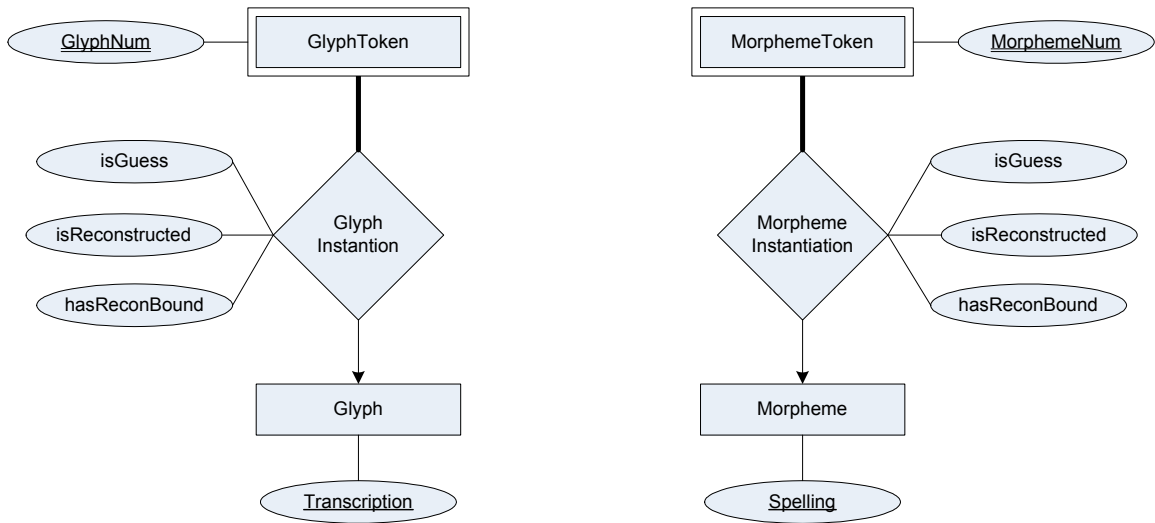 GlyphNum
GlyphToken
MorphemeToken
MorphemeNum
isGuess
isReconstructed
hasReconBound
Glyph
Instantion
Morpheme
Instantiation
isGuess
isReconstructed
hasReconBound
Glyph
Morpheme
Transcription
Spelling